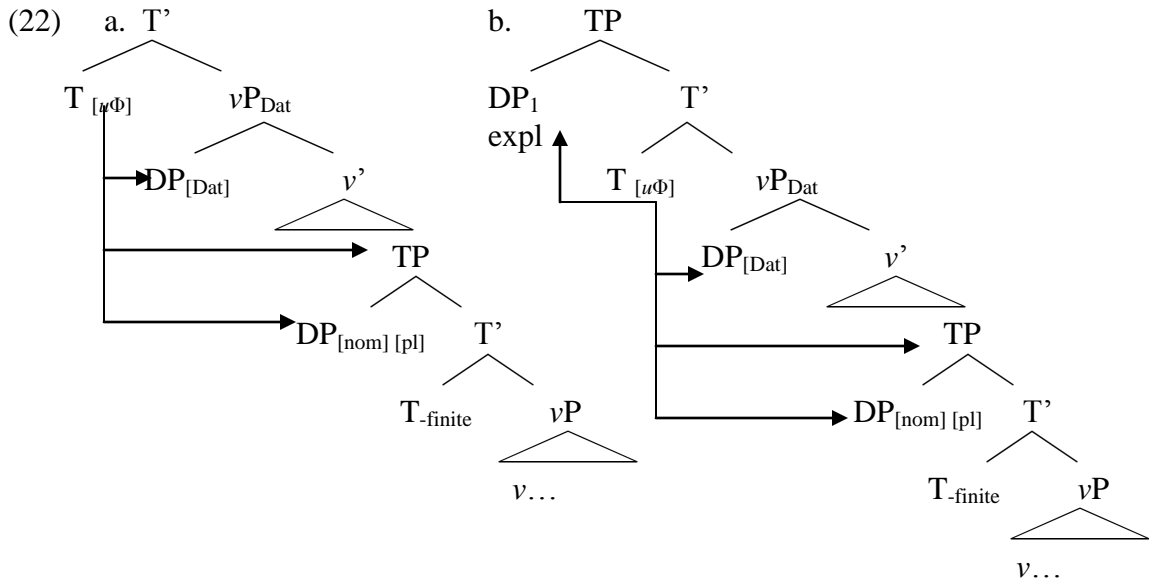 (22) a. T’ b. TP
T [uΦ] vPDat DP1 T’
expl
DP[Dat] v’ T [uΦ] vPDat
TP DP[Dat] v’
DP[nom] [pl] T’ TP
T-finite vP DP[nom] [pl] T’
v… T-finite vP
v…